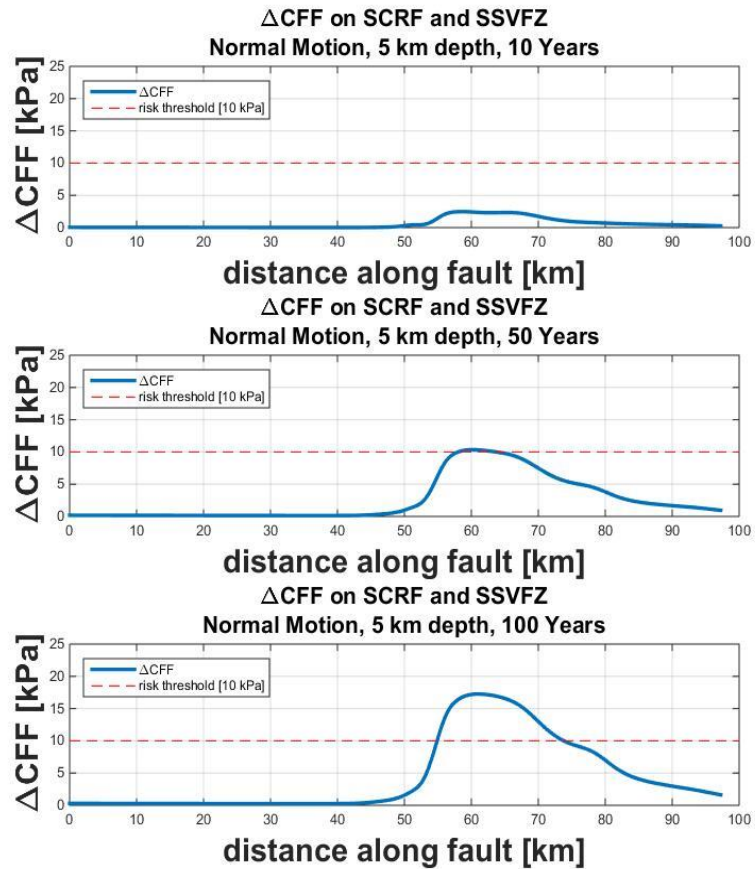 ΔCFF on SCRF and SSVFZ
Normal Motion, 5 km depth, 10 Years
ΔCFF [kPa]
25
20
15
10
5
0
ΔCFF
risk threshold [10 kPa]
0 10 20 30 40 50 60 70 80 90 100
distance along fault [km]
ΔCFF on SCRF and SSVFZ
Normal Motion, 5 km depth, 50 Years
ΔCFF [kPa]
25
20
15
10
5
0
ΔCFF
risk threshold [10 kPa]
0 10 20 30 40 50 60 70 80 90 100
distance along fault [km]
ΔCFF on SCRF and SSVFZ
Normal Motion, 5 km depth, 100 Years
ΔCFF [kPa]
25
20
15
10
5
0
ΔCFF
risk threshold [10 kPa]
0 10 20 30 40 50 60 70 80 90 100
distance along fault [km]